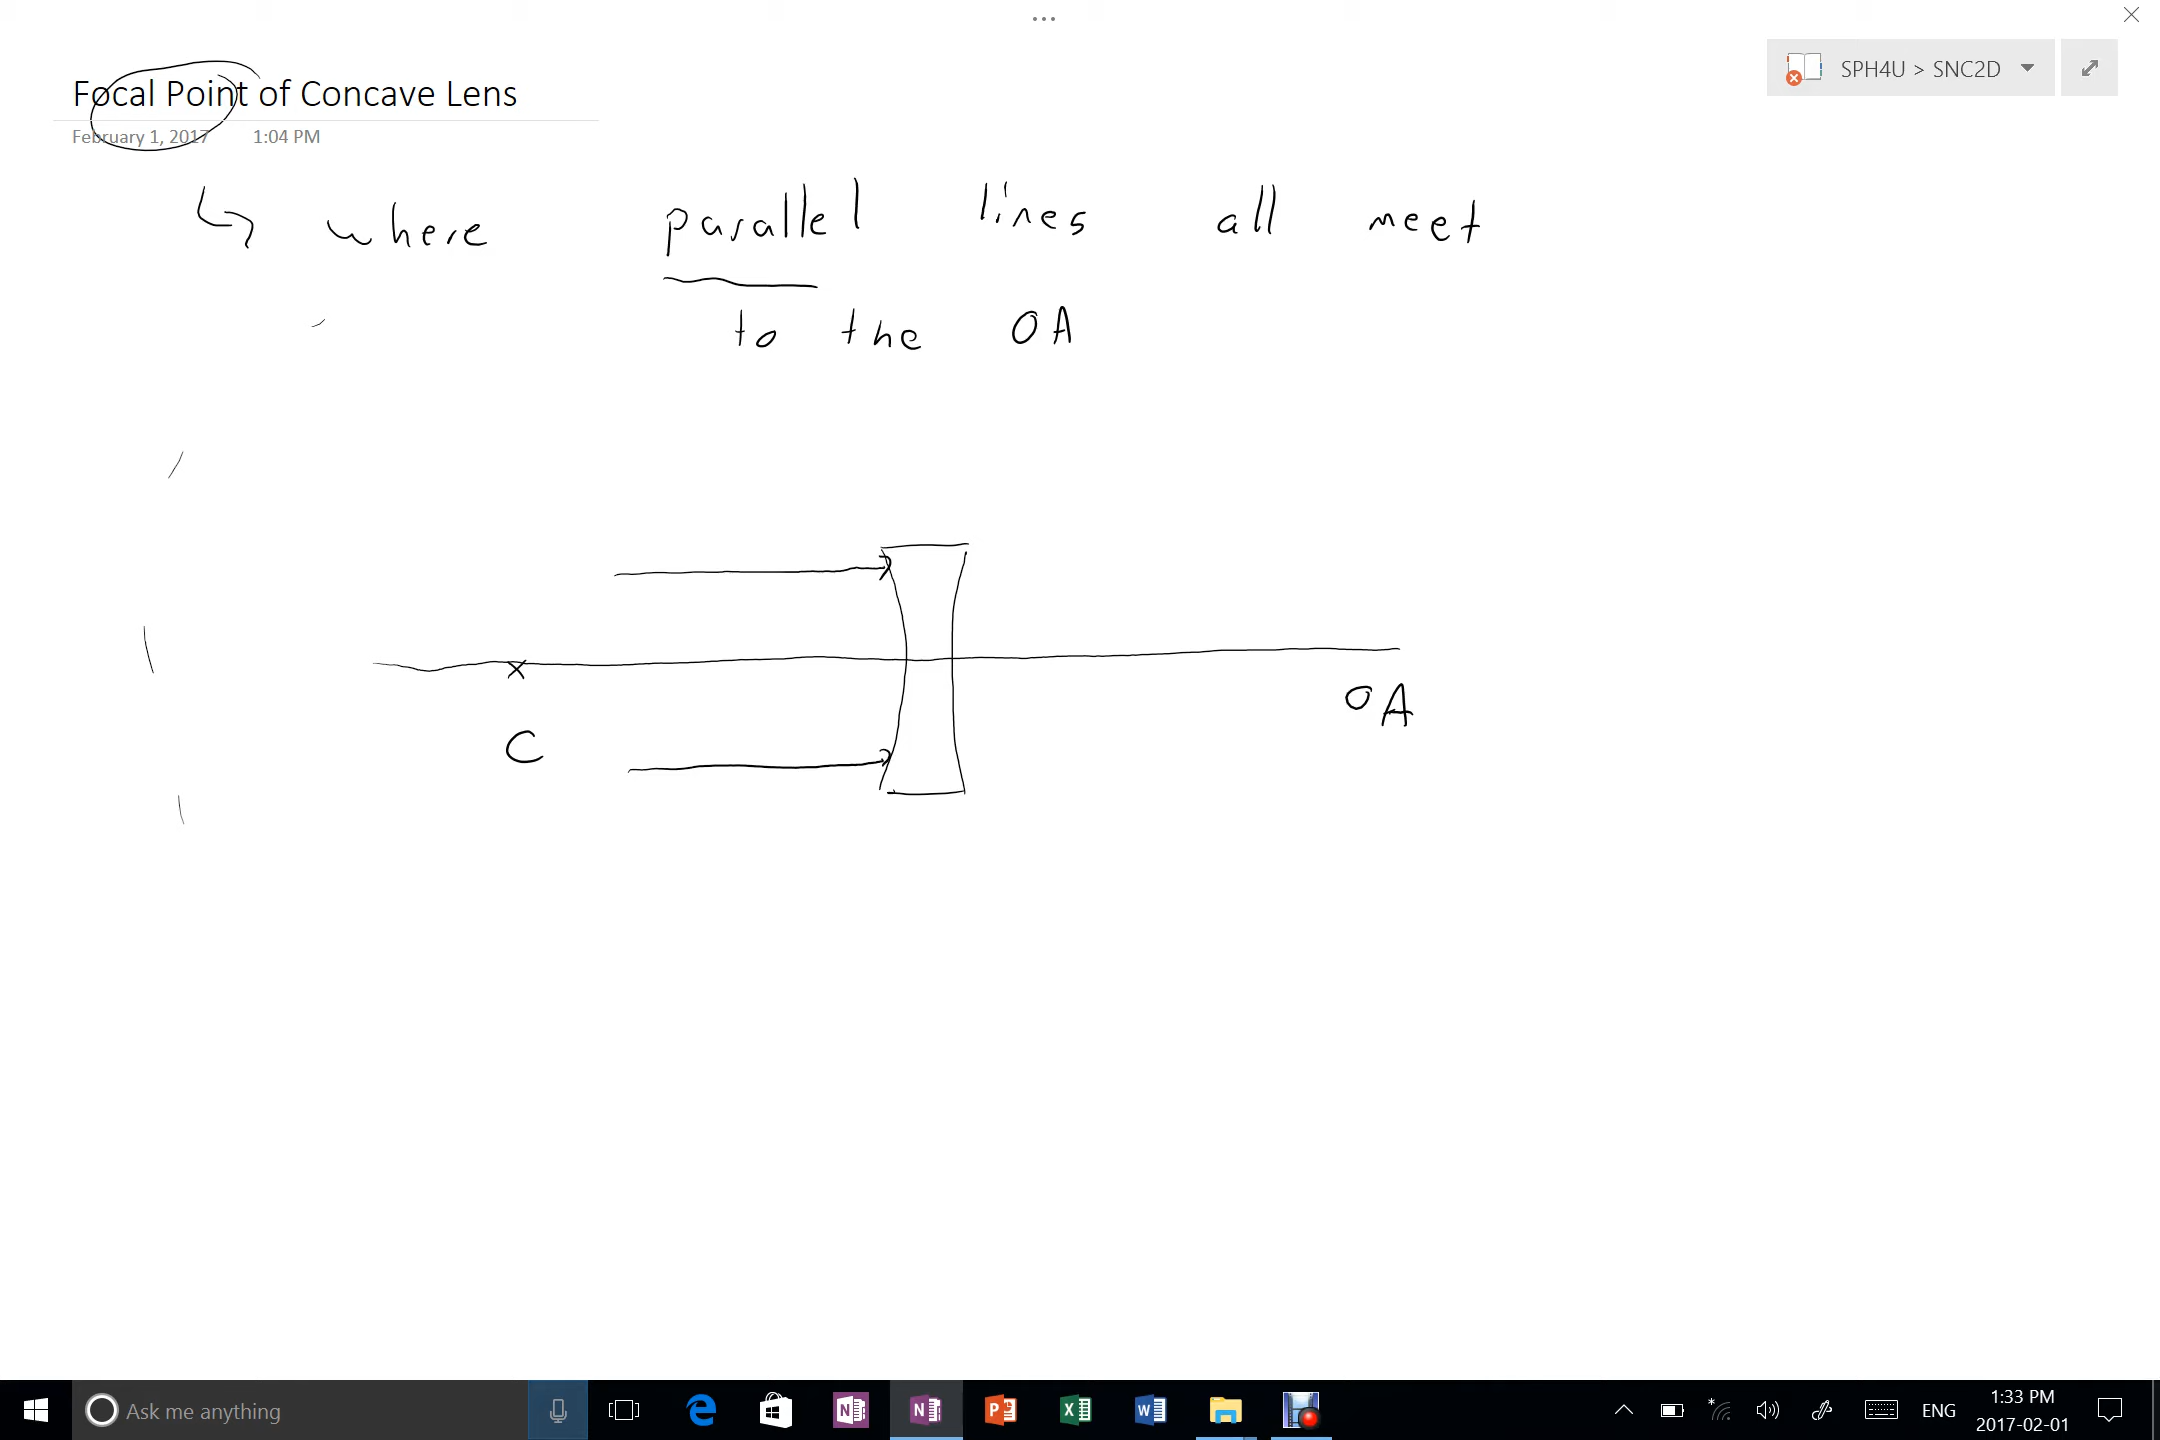 SPH4U > SNC2D
Focal Point of Concave Lens
February 1, 2017 1:04 PM
where parallel lines all meet
to the OA
OA
C
Ask me anything
ENG
1:33 PM
2017-02-01